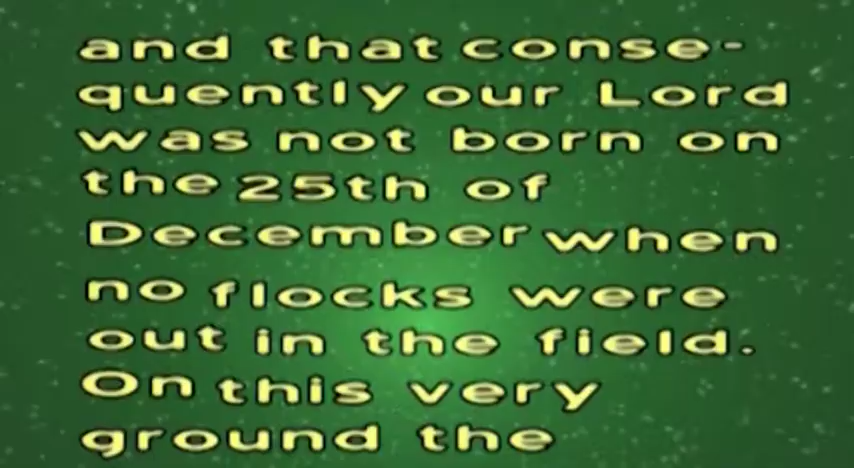 and that conse-
quently our Lord
was not born on
the 25th of
December when
no flocks were
out in the field.
On this very
ground the